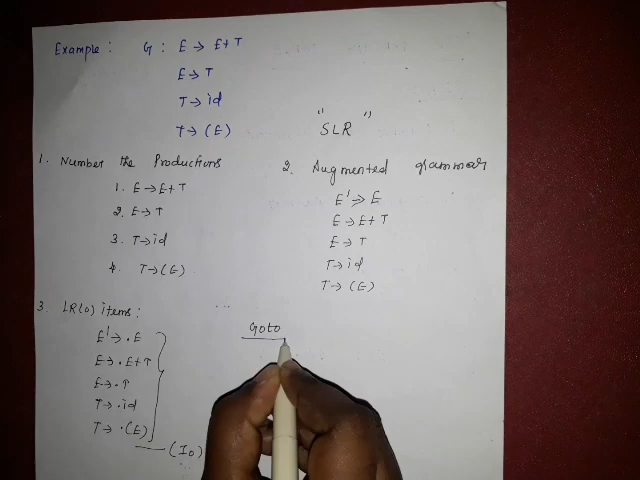 Example: G: E → E+T
E → T
T → id
T → (E)
"SLR"
1. Number the Productions
1. E → E+T
2. E → T
3. T → id
4. T → (E)
2. Augmented grammar
E' → E
E → E+T
E → T
T → id
T → (E)
3. LR(0) items:
E' → .E
E → .E+T
E → .T
T → .id
T → .(E)
(I0)
Goto